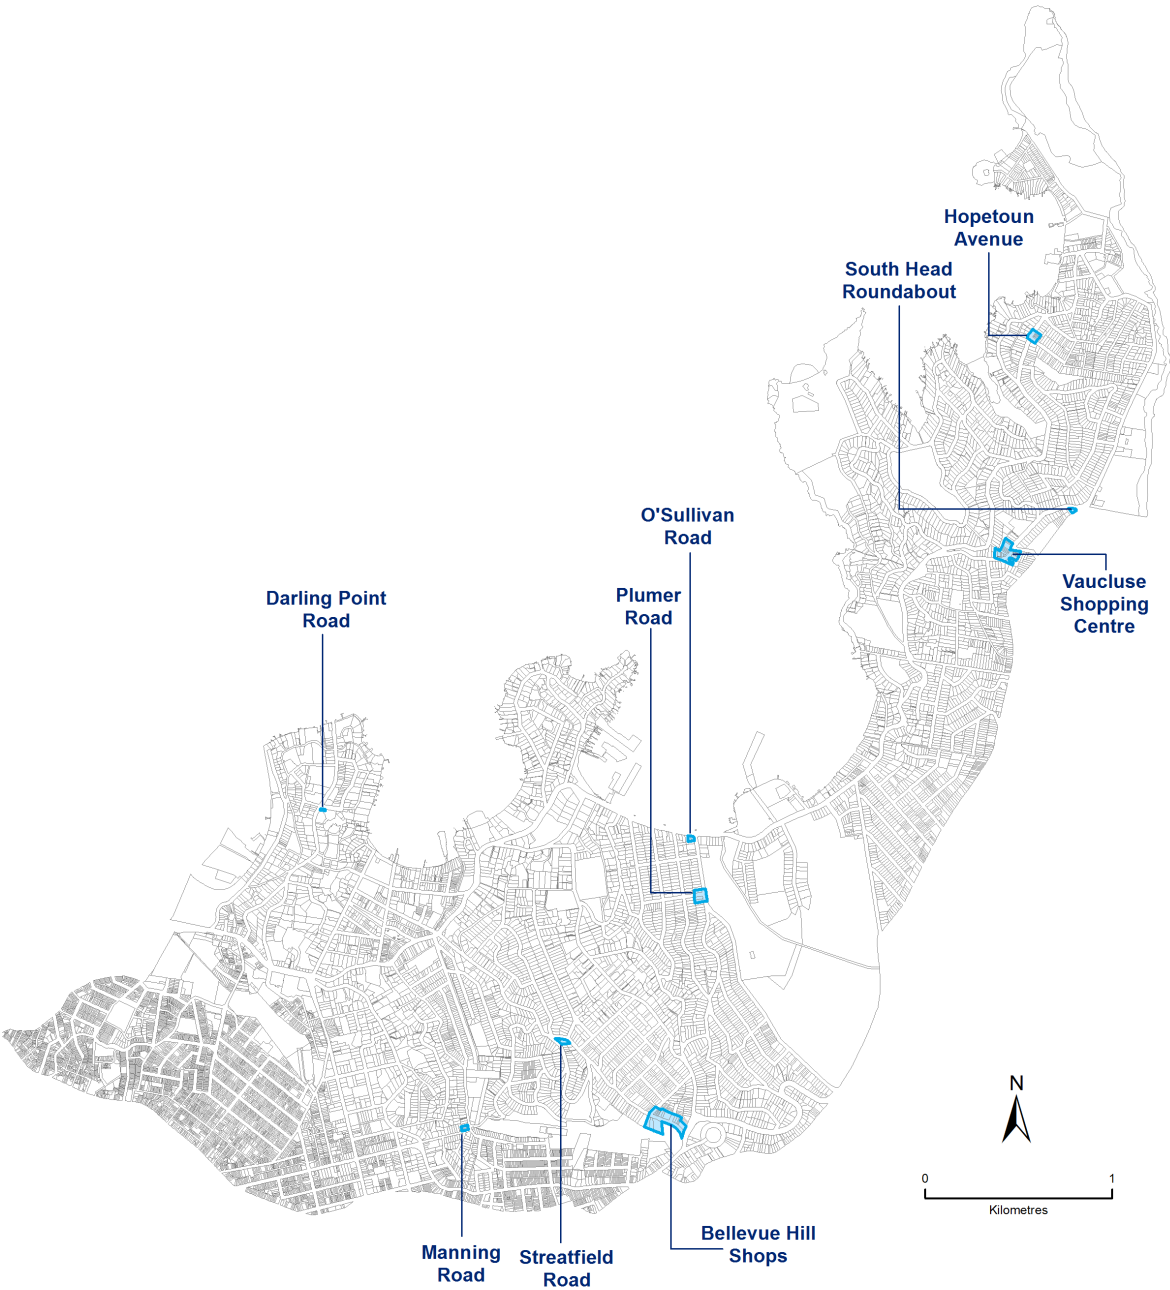 Hopetoun
Avenue
South Head
Roundabout
O'Sullivan
Road
Vaucluse
Shopping
Centre
Plumer
Road
Darling Point
Road
N
0 1
Kilometres
Bellevue Hill
Shops
Manning
Road
Streatfield
Road